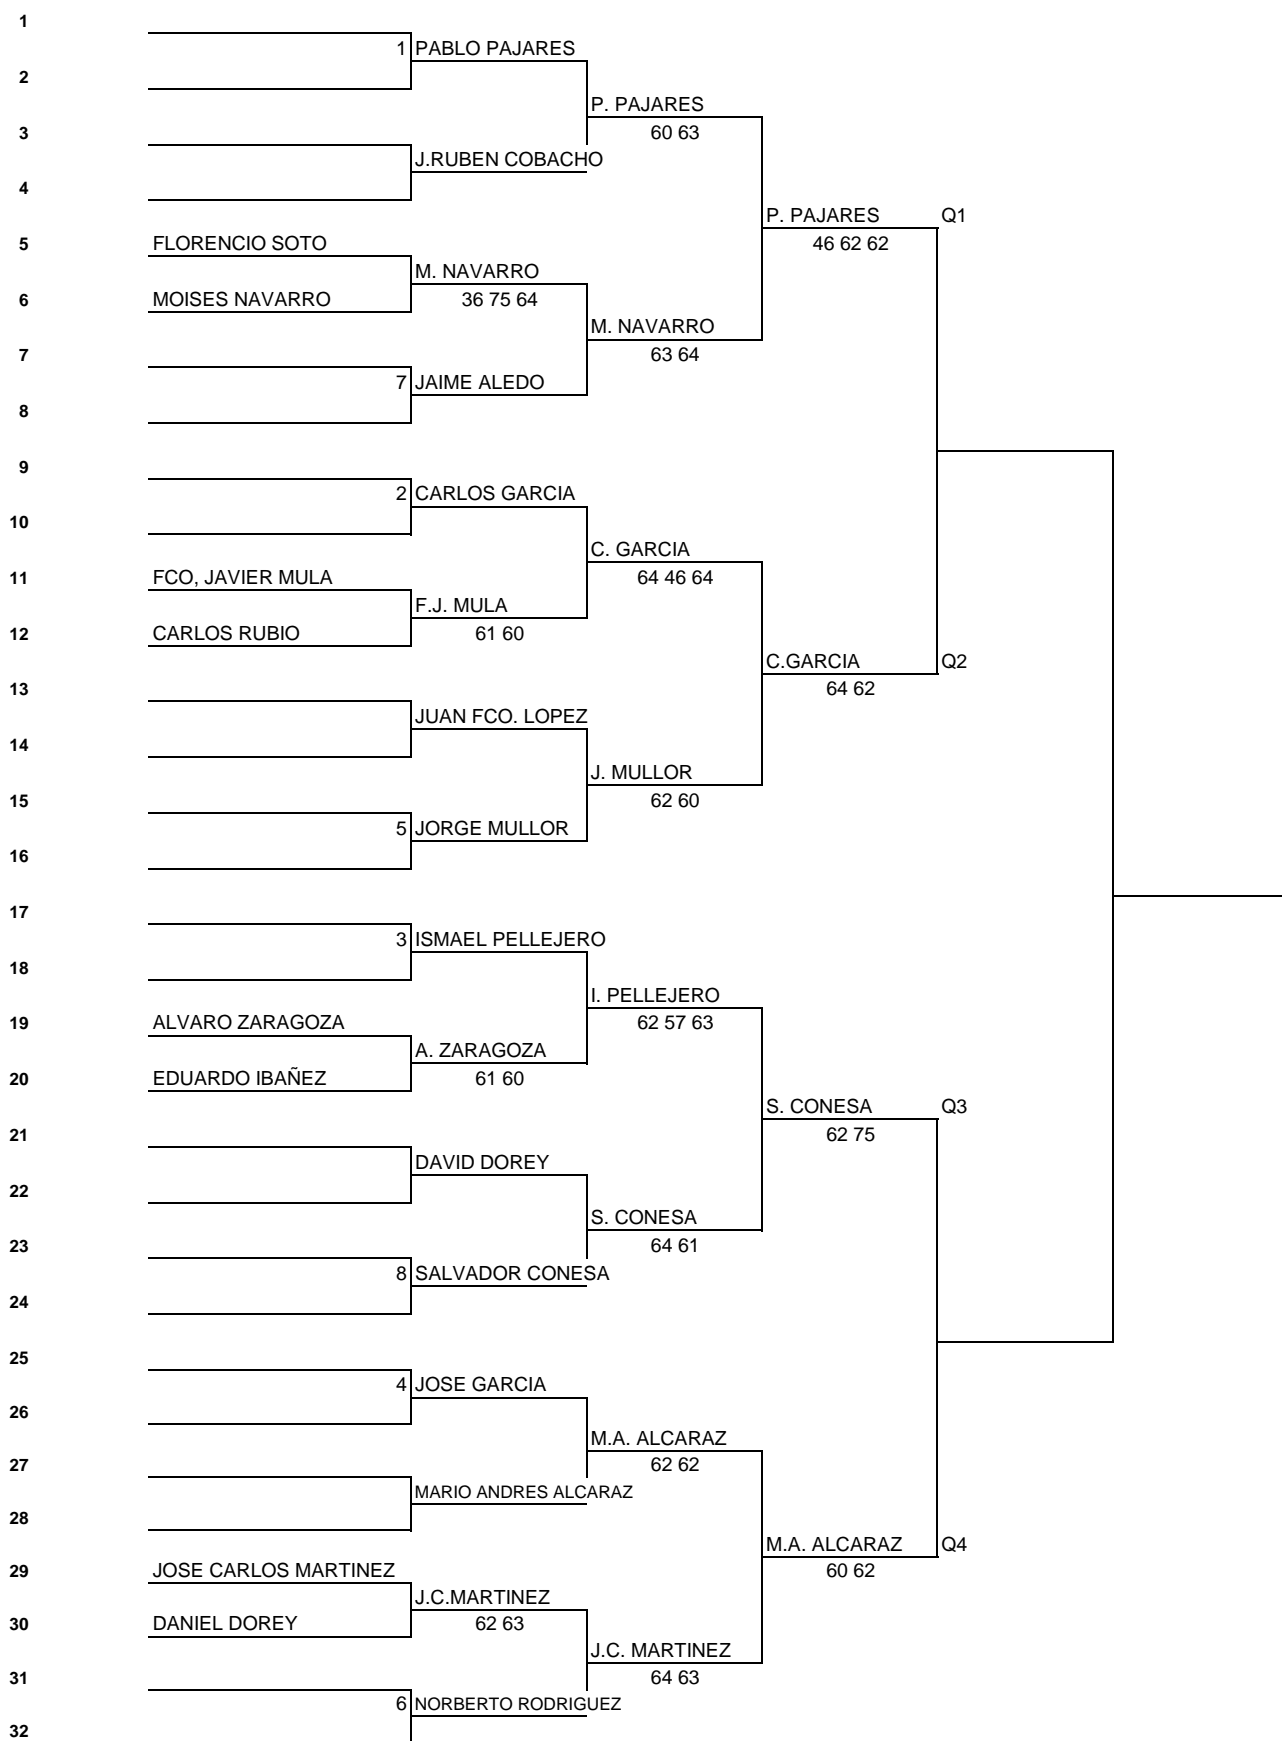 1
1 PABLO PAJARES
2
P. PAJARES
3
60 63
J.RUBEN COBACHO
4
P. PAJARES Q1
5 FLORENCIO SOTO
46 62 62
M. NAVARRO
6 MOISES NAVARRO
36 75 64
M. NAVARRO
7
63 64
7 JAIME ALEDO
8
9
2 CARLOS GARCIA
10
C. GARCIA
11 FCO, JAVIER MULA
64 46 64
F.J. MULA
12 CARLOS RUBIO
61 60
C.GARCIA Q2
13
64 62
JUAN FCO. LOPEZ
14
J. MULLOR
15
62 60
5 JORGE MULLOR
16
17
3 ISMAEL PELLEJERO
18
I. PELLEJERO
19 ALVARO ZARAGOZA
62 57 63
A. ZARAGOZA
20 EDUARDO IBAÑEZ
61 60
S. CONESA Q3
21
62 75
DAVID DOREY
22
S. CONESA
23
64 61
8 SALVADOR CONESA
24
25
4 JOSE GARCIA
26
M.A. ALCARAZ
27
62 62
MARIO ANDRES ALCARAZ
28
M.A. ALCARAZ Q4
29 JOSE CARLOS MARTINEZ
60 62
J.C.MARTINEZ
30 DANIEL DOREY
62 63
J.C. MARTINEZ
31
64 63
6 NORBERTO RODRIGUEZ
32